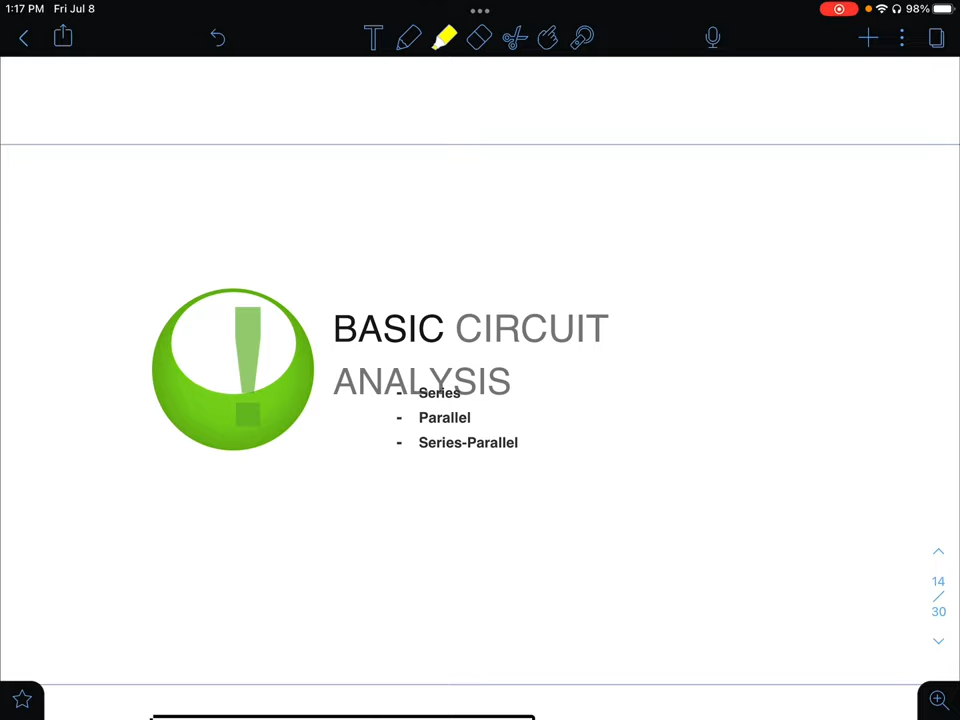 1:17 PM Fri Jul 8
98%
T
BASIC CIRCUIT
ANALYSIS
- Series
- Parallel
- Series-Parallel
14
/
30